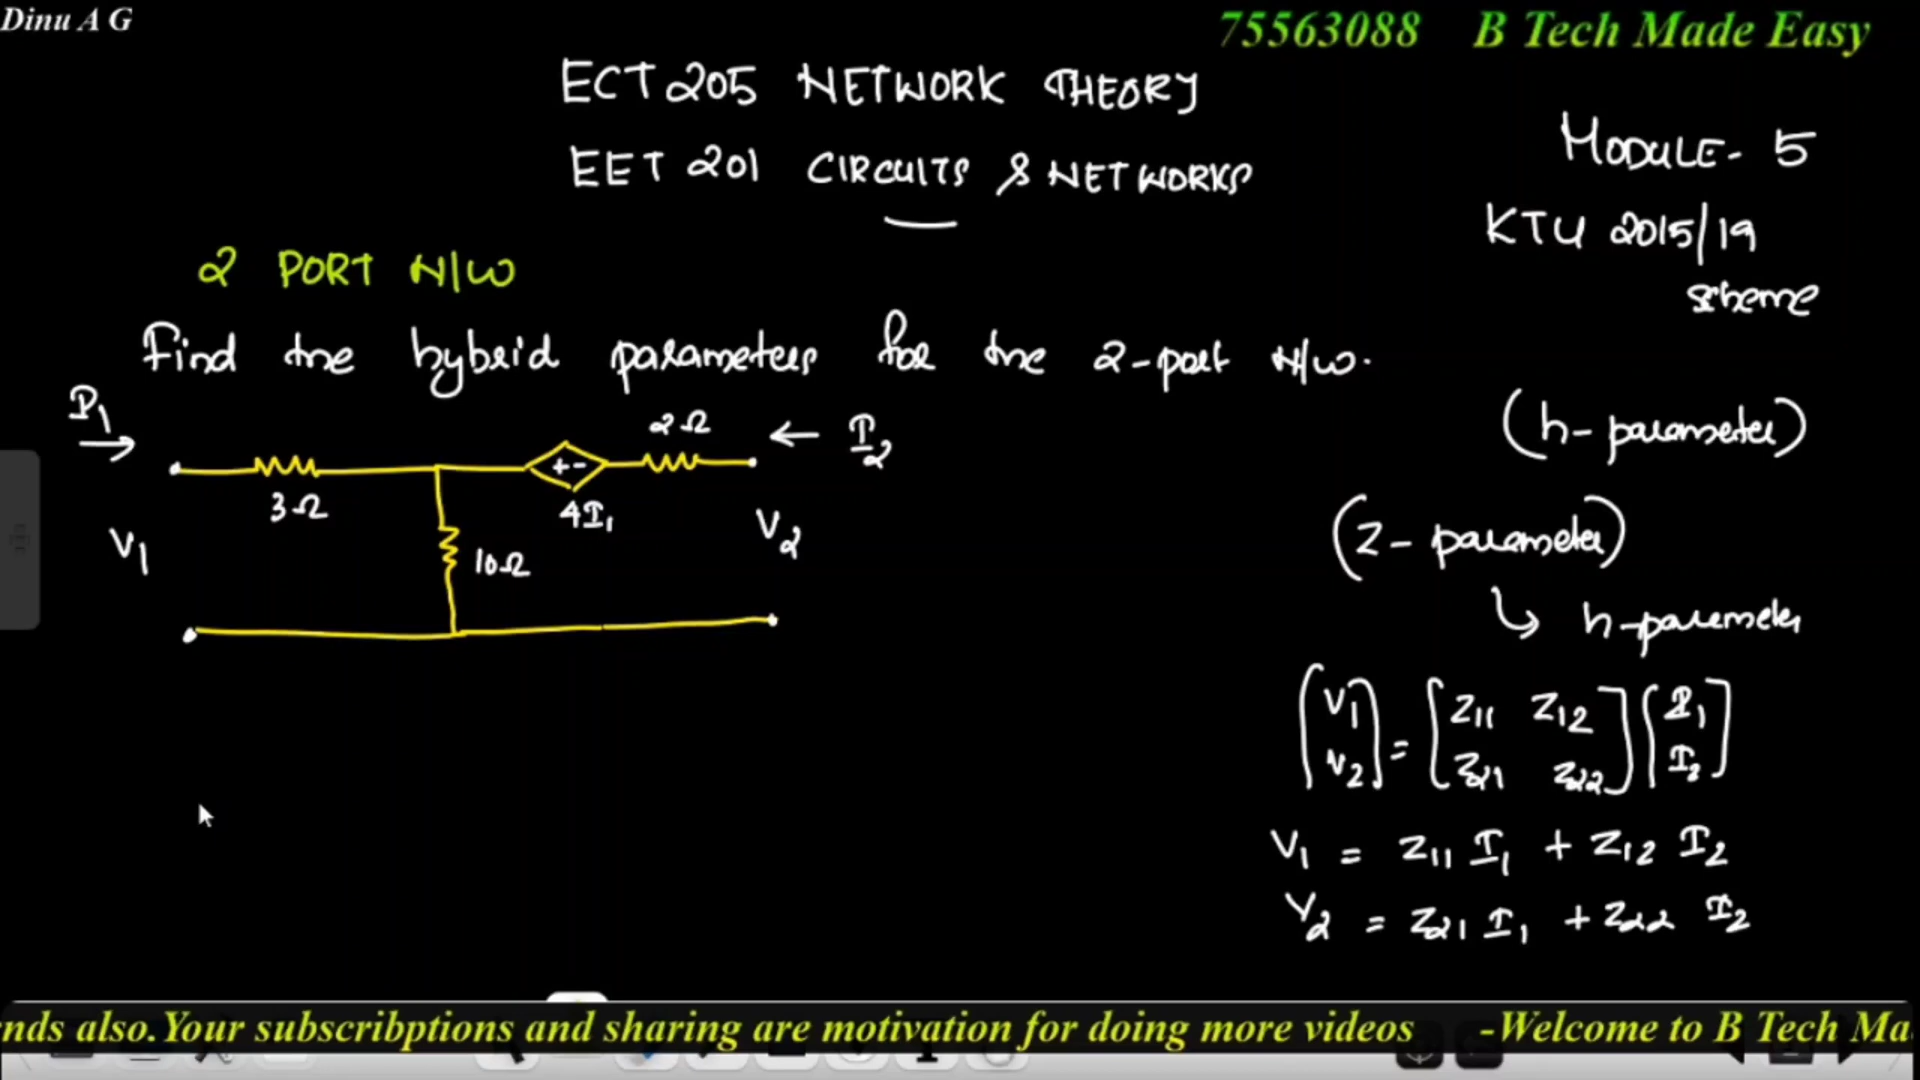 Dinu A G
75563088 B Tech Made Easy
ECT 205 NETWORK THEORY
EET 201 CIRCUITS & NETWORKS
MODULE - 5
KTU 2015/19
scheme
2 PORT N/W
Find the hybrid parameters for the 2-port N/W.
(h - parameter)
I1
2Ω
← I2
3Ω
+ -
4I1
V1
10Ω
V2
(Z - parameter)
↳ h-parameter
[V1 V2] = [Z11 Z12 Z21 Z22] [I1 I2]
V1 = Z11 I1 + Z12 I2
V2 = Z21 I1 + Z22 I2
nds also.Your subscribptions and sharing are motivation for doing more videos -Welcome to B Tech Ma